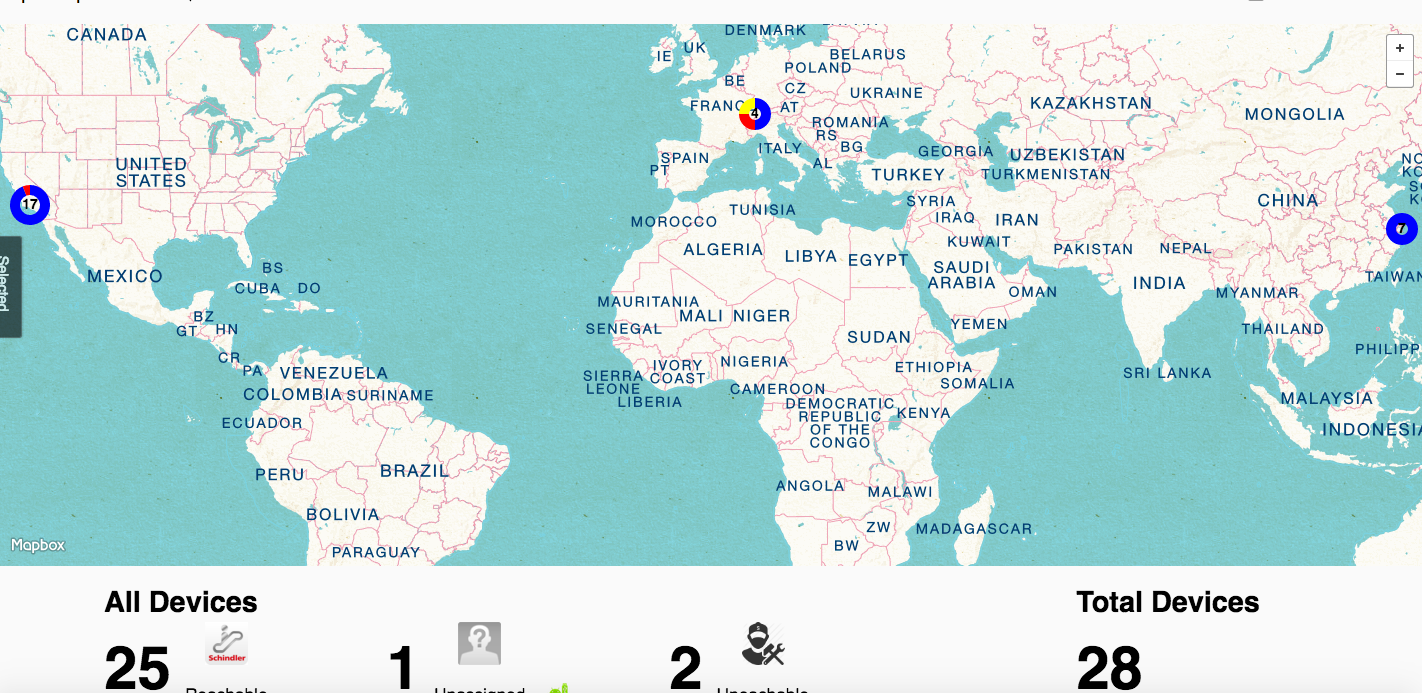 CANADA
DENMARK
IE
UK
BELARUS
POLAND
BE
CZ
UKRAINE
FRANC
4
AT
KAZAKHSTAN
MONGOLIA
ROMANIA
RS
BG
GEORGIA
UZBEKISTAN
UNITED
STATES
SPAIN
PT
ITALY
AL
TURKEY
TURKMENISTAN
CHINA
17
MOROCCO
TUNISIA
SYRIA
IRAQ
IRAN
7
ALGERIA
LIBYA
EGYPT
KUWAIT
PAKISTAN
NEPAL
Selected
MEXICO
BS
CUBA
DO
SAUDI
ARABIA
OMAN
INDIA
MYANMAR
TAIWAN
BZ
GT
HN
MAURITANIA
MALI
NIGER
SENEGAL
SUDAN
YEMEN
THAILAND
CR
PA
VENEZUELA
IVORY
COAST
NIGERIA
ETHIOPIA
PHILIPP
COLOMBIA
SURINAME
SIERRA
LEONE
LIBERIA
CAMEROON
SOMALIA
SRI LANKA
MALAYSIA
ECUADOR
DEMOCRATIC
REPUBLIC
OF THE
CONGO
KENYA
INDONESIA
PERU
BRAZIL
ANGOLA
MALAWI
BOLIVIA
ZW
MADAGASCAR
BW
PARAGUAY
Mapbox
+
−
All Devices
Total Devices
25
Schindler
Reachable
1
Unassigned
2
28